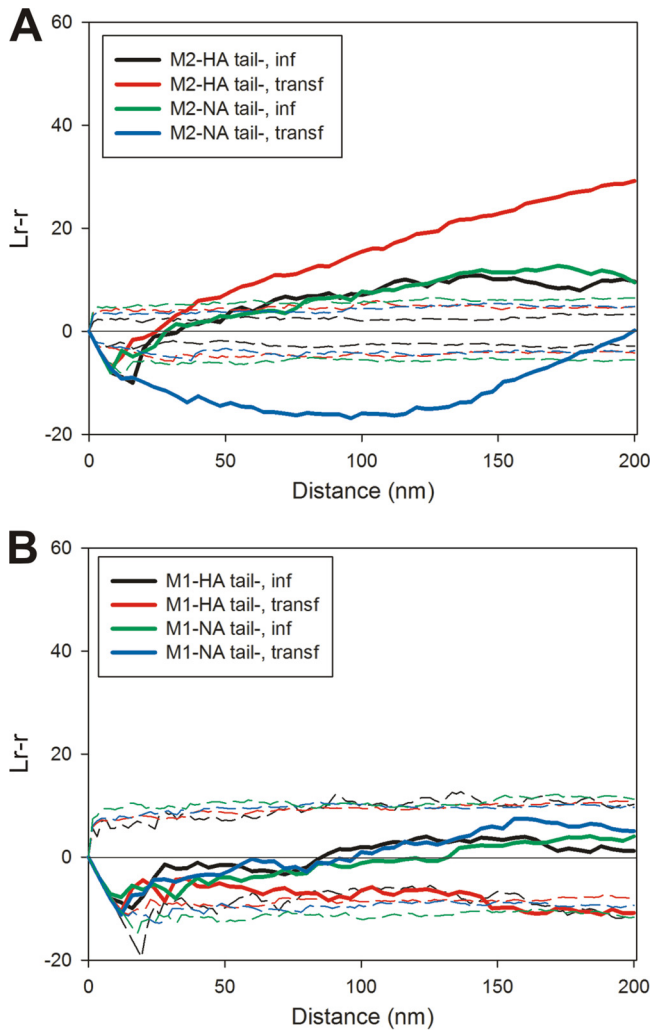 A
60
M2-HA tail-, inf
M2-HA tail-, transf
M2-NA tail-, inf
M2-NA tail-, transf
40
20
0
-20
Lr-r
0 50 100 150 200
Distance (nm)
B
60
M1-HA tail-, inf
M1-HA tail-, transf
M1-NA tail-, inf
M1-NA tail-, transf
40
20
0
-20
Lr-r
0 50 100 150 200
Distance (nm)